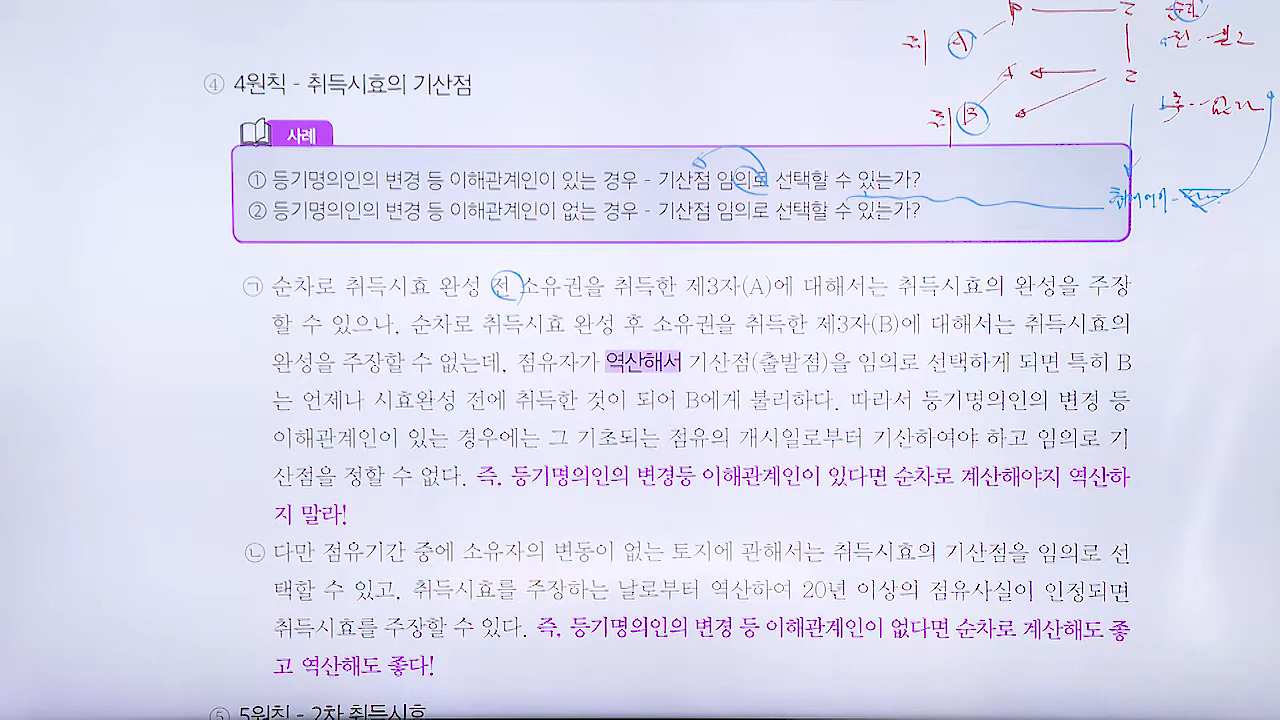 ④ 4원칙 - 취득시효의 기산점
사례
① 등기명의인의 변경 등 이해관계인이 있는 경우 - 기산점 임의로 선택할 수 있는가?
② 등기명의인의 변경 등 이해관계인이 없는 경우 - 기산점 임의로 선택할 수 있는가?
㉠ 순차로 취득시효 완성 전 소유권을 취득한 제3자(A)에 대해서는 취득시효의 완성을 주장
할 수 있으나, 순차로 취득시효 완성 후 소유권을 취득한 제3자(B)에 대해서는 취득시효의
완성을 주장할 수 없는데, 점유자가 역산해서 기산점(출발점)을 임의로 선택하게 되면 특히 B
는 언제나 시효완성 전에 취득한 것이 되어 B에게 불리하다. 따라서 등기명의인의 변경 등
이해관계인이 있는 경우에는 그 기초되는 점유의 개시일로부터 기산하여야 하고 임의로 기
산점을 정할 수 없다. 즉, 등기명의인의 변경등 이해관계인이 있다면 순차로 계산해야지 역산하
지 말라!
㉡ 다만 점유기간 중에 소유자의 변동이 없는 토지에 관해서는 취득시효의 기산점을 임의로 선
택할 수 있고, 취득시효를 주장하는 날로부터 역산하여 20년 이상의 점유사실이 인정되면
취득시효를 주장할 수 있다. 즉, 등기명의인의 변경 등 이해관계인이 없다면 순차로 계산해도 좋
고 역산해도 좋다!
⑤ 5원칙 - 2차 취득시효